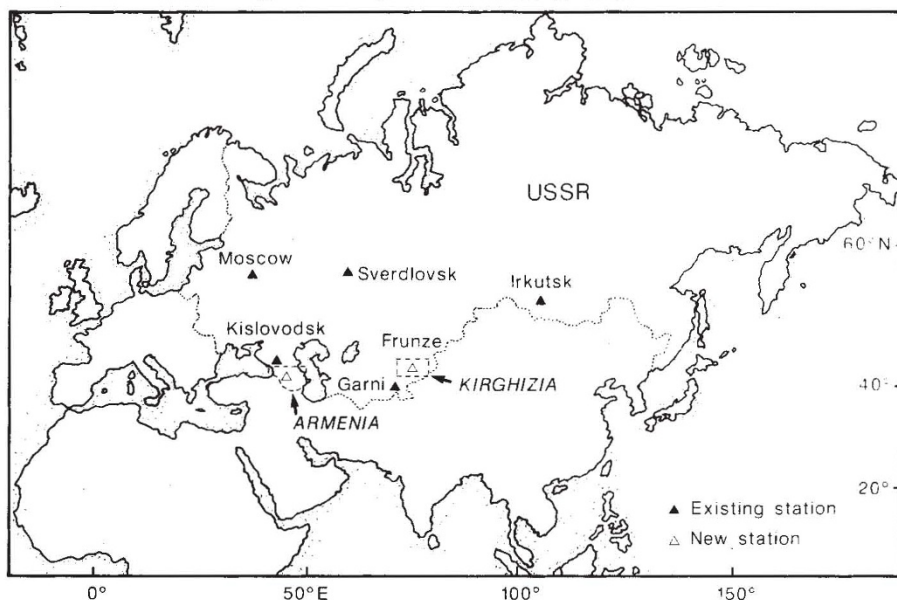 USSR
60°N
Moscow
Sverdlovsk
Irkutsk
Kislovodsk
Frunze
Garni
KIRGHIZIA
40°
ARMENIA
20°
▲ Existing station
△ New station
0° 50°E 100° 150°